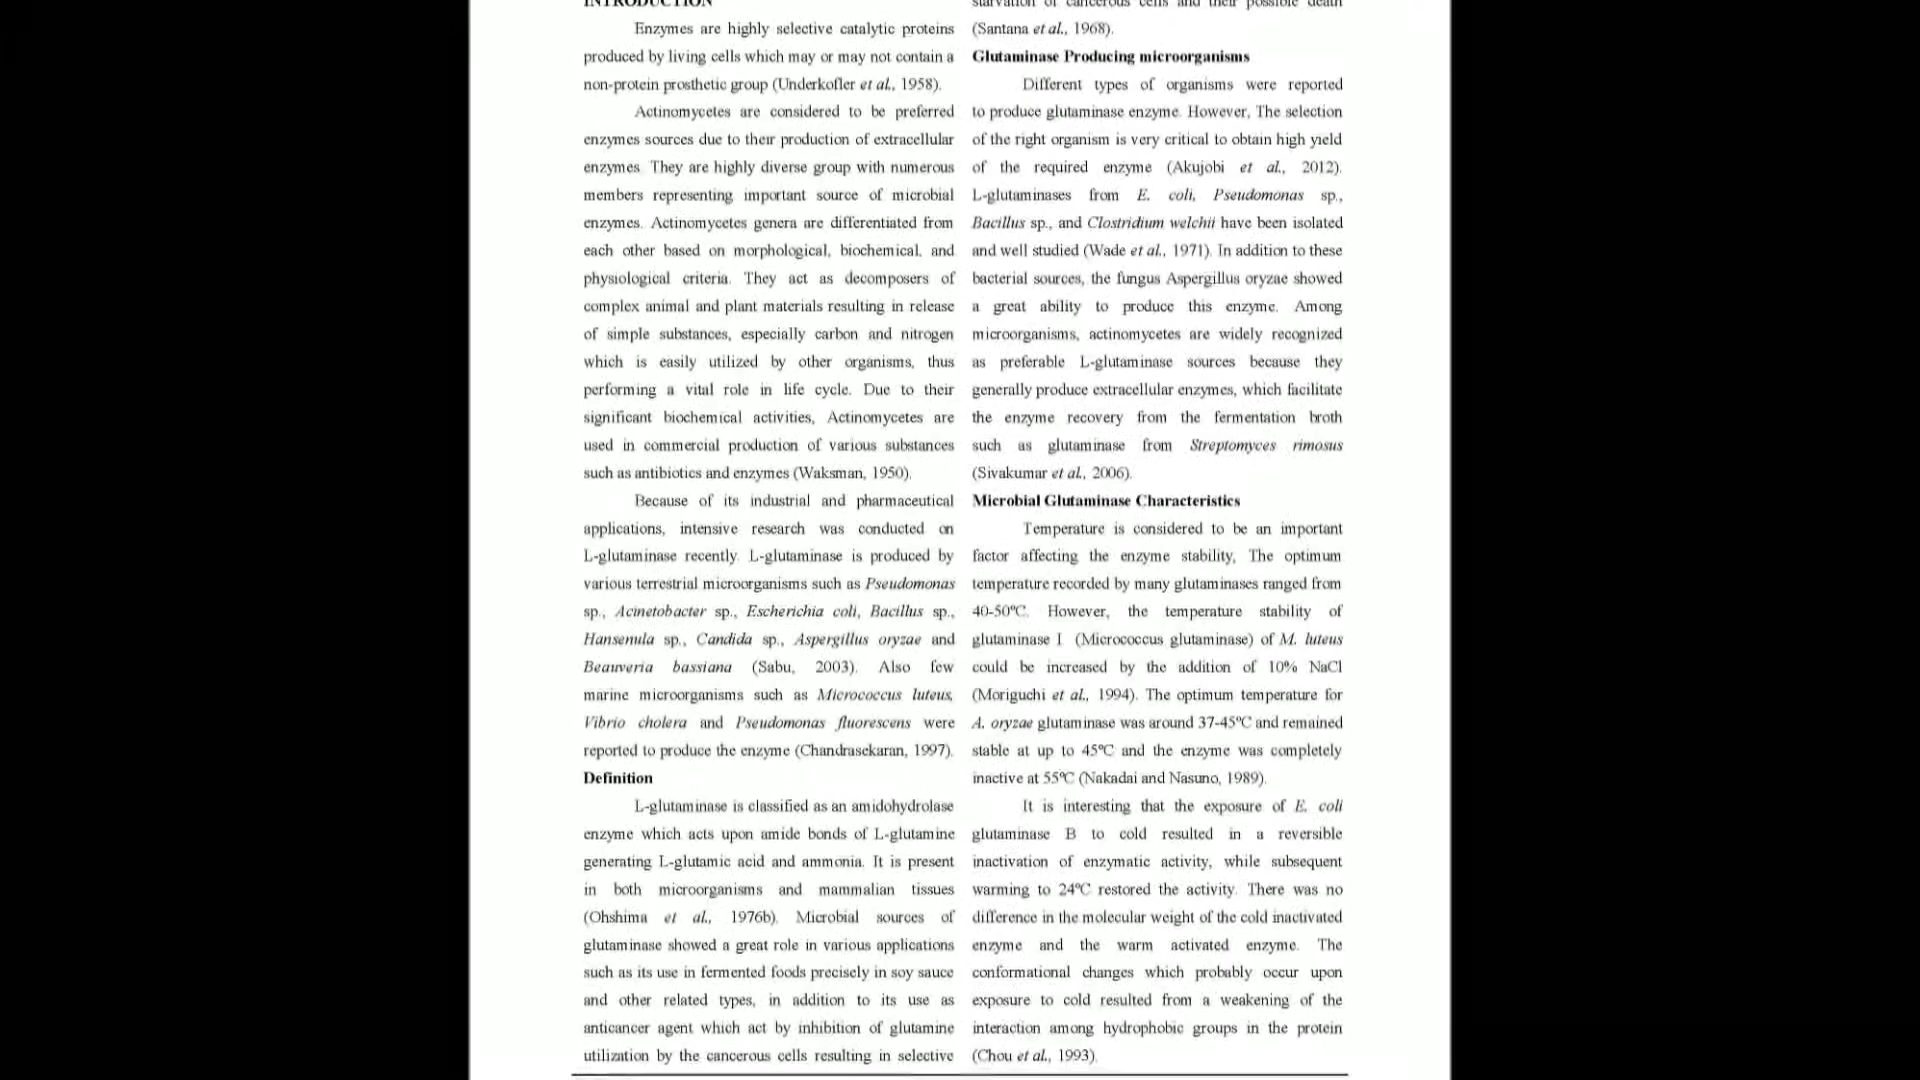 INTRODUCTION
Enzymes are highly selective catalytic proteins
produced by living cells which may or may not contain a
non-protein prosthetic group (Underkofler et al., 1958).
Actinomycetes are considered to be preferred
enzymes sources due to their production of extracellular
enzymes. They are highly diverse group with numerous
members representing important source of microbial
enzymes. Actinomycetes genera are differentiated from
each other based on morphological, biochemical, and
physiological criteria. They act as decomposers of
complex animal and plant materials resulting in release
of simple substances, especially carbon and nitrogen
which is easily utilized by other organisms, thus
performing a vital role in life cycle. Due to their
significant biochemical activities, Actinomycetes are
used in commercial production of various substances
such as antibiotics and enzymes (Waksman, 1950).
Because of its industrial and pharmaceutical
applications, intensive research was conducted on
L-glutaminase recently. L-glutaminase is produced by
various terrestrial microorganisms such as Pseudomonas
sp., Acinetobacter sp., Escherichia coli, Bacillus sp.,
Hansenula sp., Candida sp., Aspergillus oryzae and
Beauveria bassiana (Sabu, 2003). Also few
marine microorganisms such as Micrococcus luteus,
Vibrio cholera and Pseudomonas fluorescens were
reported to produce the enzyme (Chandrasekaran, 1997).
Definition
L-glutaminase is classified as an amidohydrolase
enzyme which acts upon amide bonds of L-glutamine
generating L-glutamic acid and ammonia. It is present
in both microorganisms and mammalian tissues
(Ohshima et al., 1976b). Microbial sources of
glutaminase showed a great role in various applications
such as its use in fermented foods precisely in soy sauce
and other related types, in addition to its use as
anticancer agent which act by inhibition of glutamine
utilization by the cancerous cells resulting in selective
starvation of cancerous cells and their possible death
(Santana et al., 1968).
Glutaminase Producing microorganisms
Different types of organisms were reported
to produce glutaminase enzyme. However, The selection
of the right organism is very critical to obtain high yield
of the required enzyme (Akujobi et al., 2012).
L-glutaminases from E. coli, Pseudomonas sp.,
Bacillus sp., and Clostridium welchii have been isolated
and well studied (Wade et al., 1971). In addition to these
bacterial sources, the fungus Aspergillus oryzae showed
a great ability to produce this enzyme. Among
microorganisms, actinomycetes are widely recognized
as preferable L-glutaminase sources because they
generally produce extracellular enzymes, which facilitate
the enzyme recovery from the fermentation broth
such as glutaminase from Streptomyces rimosus
(Sivakumar et al., 2006).
Microbial Glutaminase Characteristics
Temperature is considered to be an important
factor affecting the enzyme stability, The optimum
temperature recorded by many glutaminases ranged from
40-50ºC. However, the temperature stability of
glutaminase I (Micrococcus glutaminase) of M. luteus
could be increased by the addition of 10% NaCl
(Moriguchi et al., 1994). The optimum temperature for
A. oryzae glutaminase was around 37-45ºC and remained
stable at up to 45ºC and the enzyme was completely
inactive at 55ºC (Nakadai and Nasuno, 1989).
It is interesting that the exposure of E. coli
glutaminase B to cold resulted in a reversible
inactivation of enzymatic activity, while subsequent
warming to 24ºC restored the activity. There was no
difference in the molecular weight of the cold inactivated
enzyme and the warm activated enzyme. The
conformational changes which probably occur upon
exposure to cold resulted from a weakening of the
interaction among hydrophobic groups in the protein
(Chou et al., 1993).